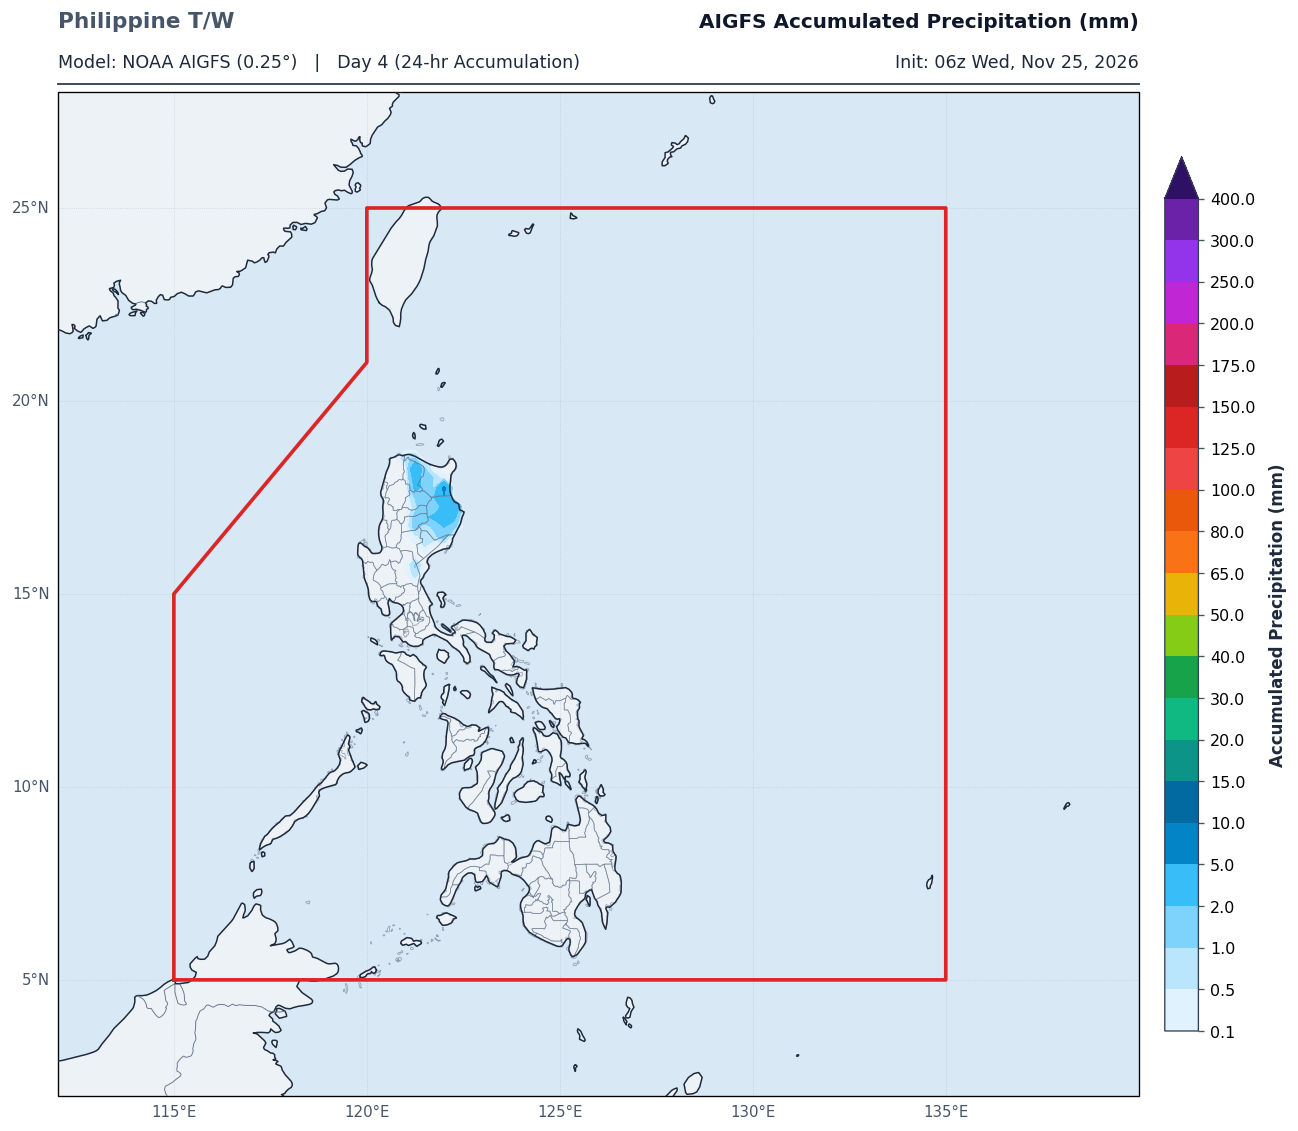 Philippine T/W
AIGFS Accumulated Precipitation (mm)
Model: NOAA AIGFS (0.25°)   |   Day 4 (24-hr Accumulation)
Init: 06z Wed, Nov 25, 2026
25°N
20°N
15°N
10°N
5°N
115°E
120°E
125°E
130°E
135°E
400.0
300.0
250.0
200.0
175.0
150.0
125.0
100.0
80.0
65.0
50.0
40.0
30.0
20.0
15.0
10.0
5.0
2.0
1.0
0.5
0.1
Accumulated Precipitation (mm)